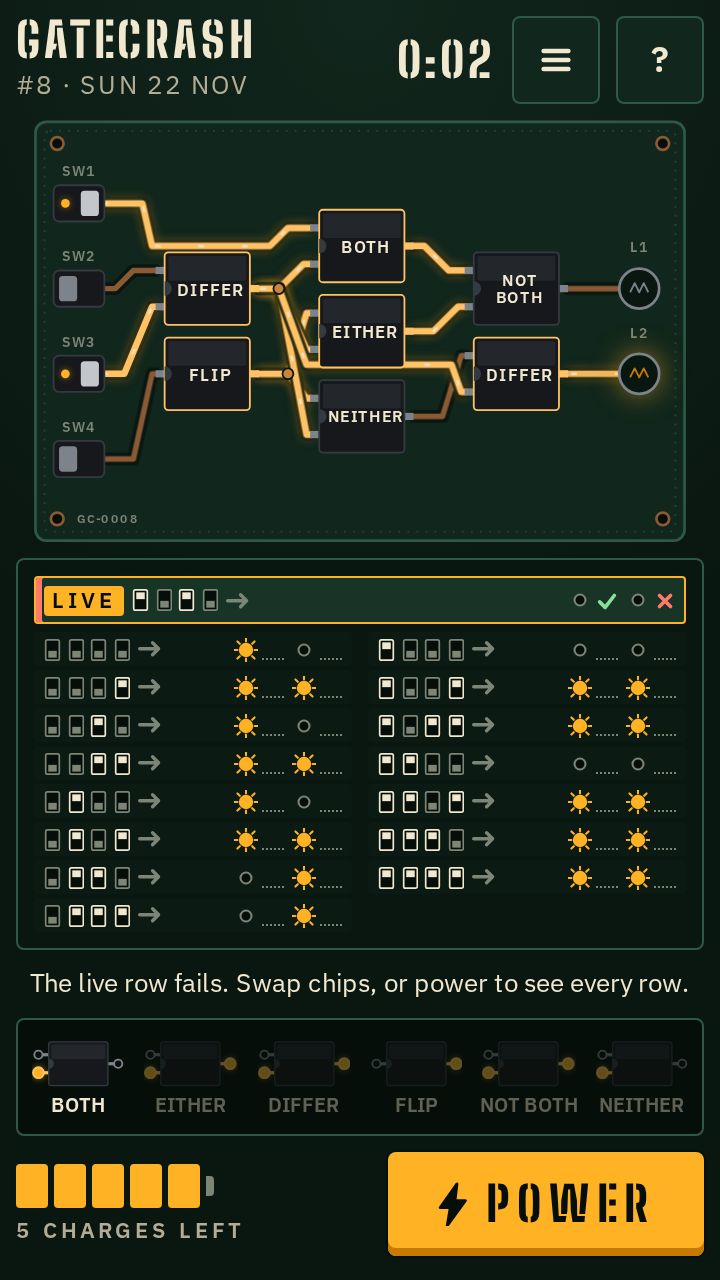 GATECRASH
#8 · SUN 22 NOV
0:02
?
SW1
SW2
SW3
SW4
DIFFER
FLIP
BOTH
EITHER
NEITHER
NOT
BOTH
DIFFER
L1
L2
GC-0008
LIVE
The live row fails. Swap chips, or power to see every row.
BOTH
EITHER
DIFFER
FLIP
NOT BOTH
NEITHER
5 CHARGES LEFT
POWER